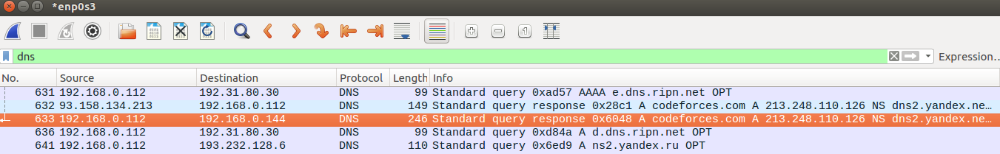 *enp0s3
dns
Expression…
No. Source Destination Protocol Length Info
631 192.168.0.112 192.31.80.30 DNS 99 Standard query 0xad57 AAAA e.dns.ripn.net OPT
632 93.158.134.213 192.168.0.112 DNS 149 Standard query response 0x28c1 A codeforces.com A 213.248.110.126 NS dns2.yandex.ne…
633 192.168.0.112 192.168.0.144 DNS 246 Standard query response 0x6048 A codeforces.com A 213.248.110.126 NS dns2.yandex.ne…
636 192.168.0.112 192.31.80.30 DNS 99 Standard query 0xd84a A d.dns.ripn.net OPT
641 192.168.0.112 193.232.128.6 DNS 110 Standard query 0x6ed9 A ns2.yandex.ru OPT